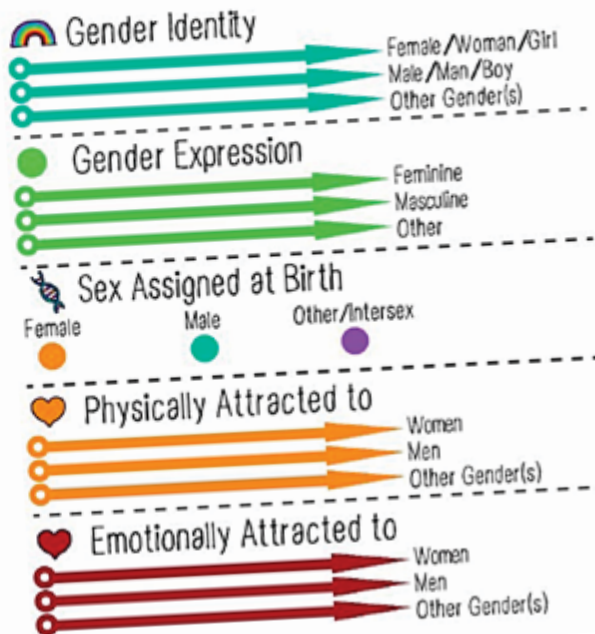 Gender Identity
Female/Woman/Girl
Male/Man/Boy
Other Gender(s)
Gender Expression
Feminine
Masculine
Other
Sex Assigned at Birth
Female
Male
Other/Intersex
Physically Attracted to
Women
Men
Other Gender(s)
Emotionally Attracted to
Women
Men
Other Gender(s)